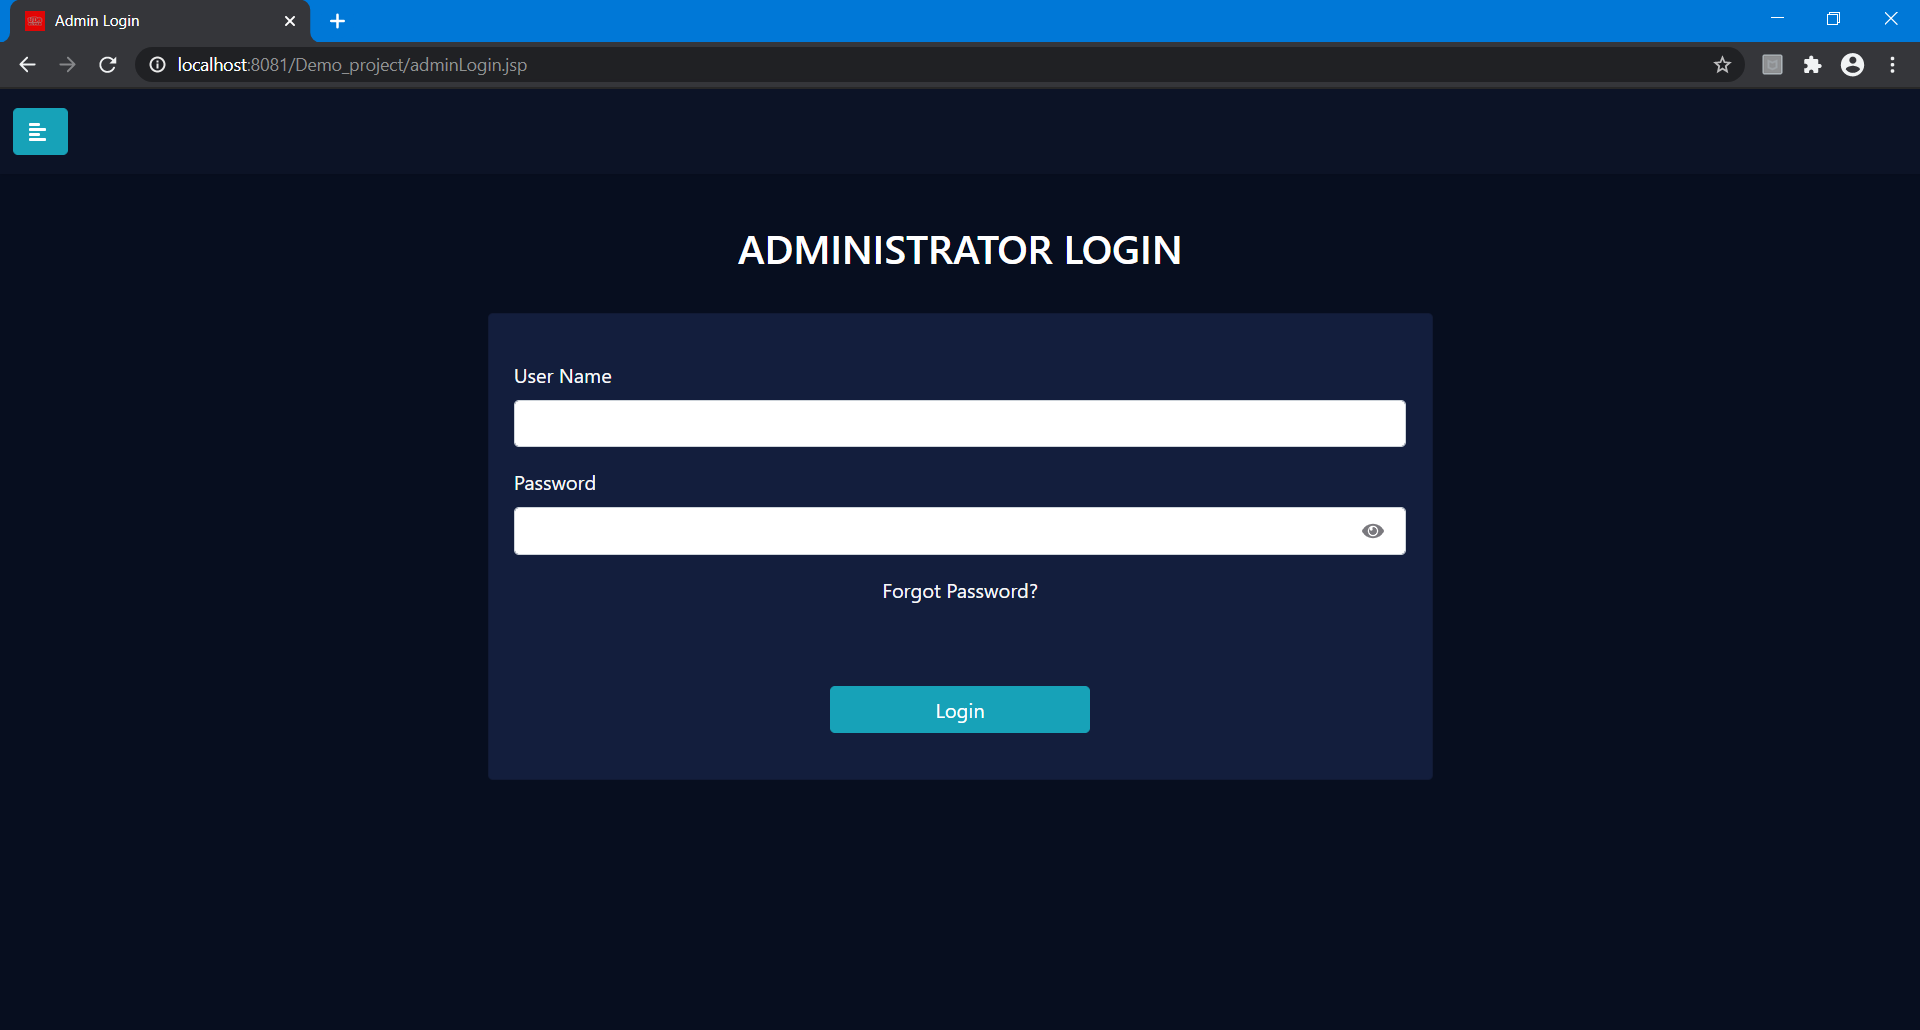 Admin Login
localhost:8081/Demo_project/adminLogin.jsp
ADMINISTRATOR LOGIN
User Name
Password
Forgot Password?
Login